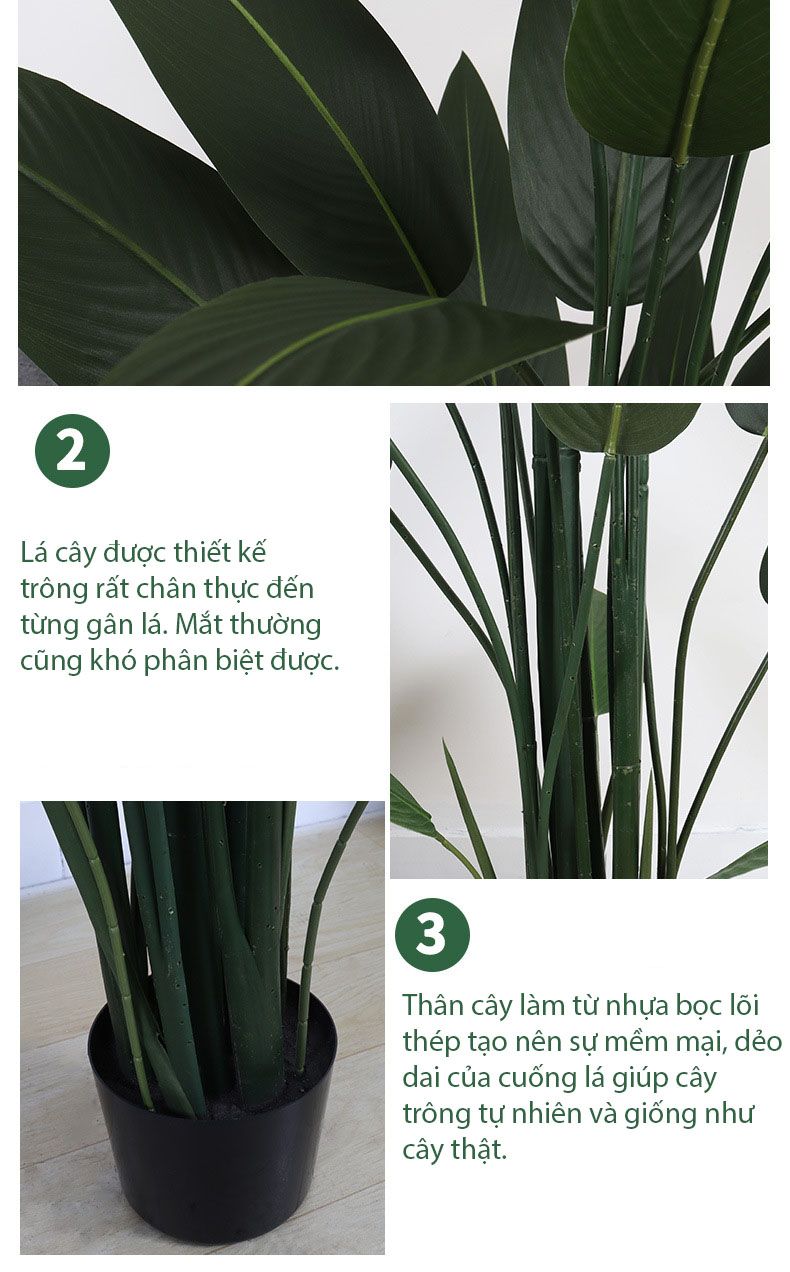 2
Lá cây được thiết kế
trông rất chân thực đến
từng gân lá. Mắt thường
cũng khó phân biệt được.
3
Thân cây làm từ nhựa bọc lõi
thép tạo nên sự mềm mại, dẻo
dai của cuống lá giúp cây
trông tự nhiên và giống như
cây thật.